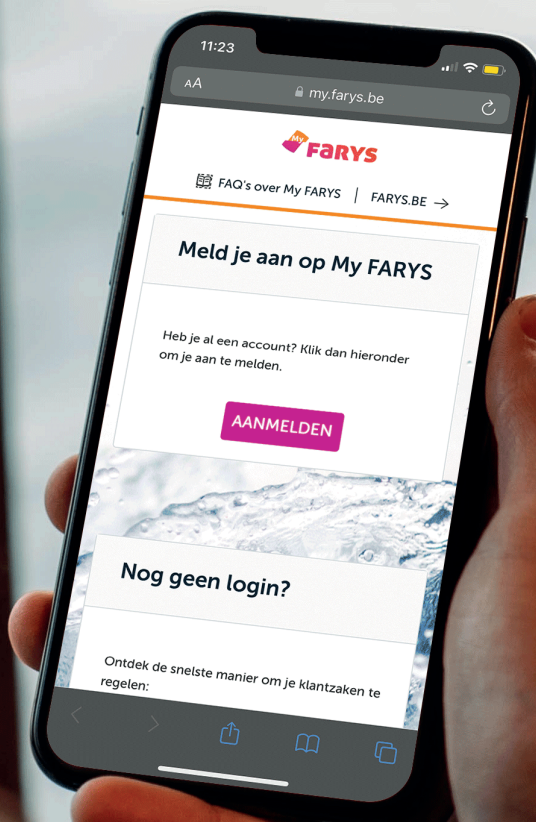 11:23
AA my.farys.be
My FARYS
FAQ's over My FARYS | FARYS.BE →
Meld je aan op My FARYS
Heb je al een account? Klik dan hieronder
om je aan te melden.
AANMELDEN
Nog geen login?
Ontdek de snelste manier om je klantzaken te
regelen: